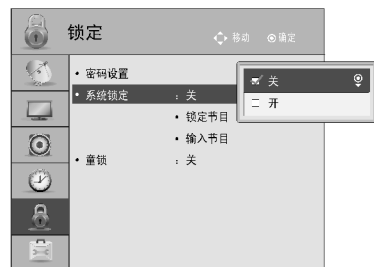 锁定
移动 确定
• 密码设置
• 系统锁定 : 关
• 锁定节目
• 输入节目
• 童锁 : 关
关
开